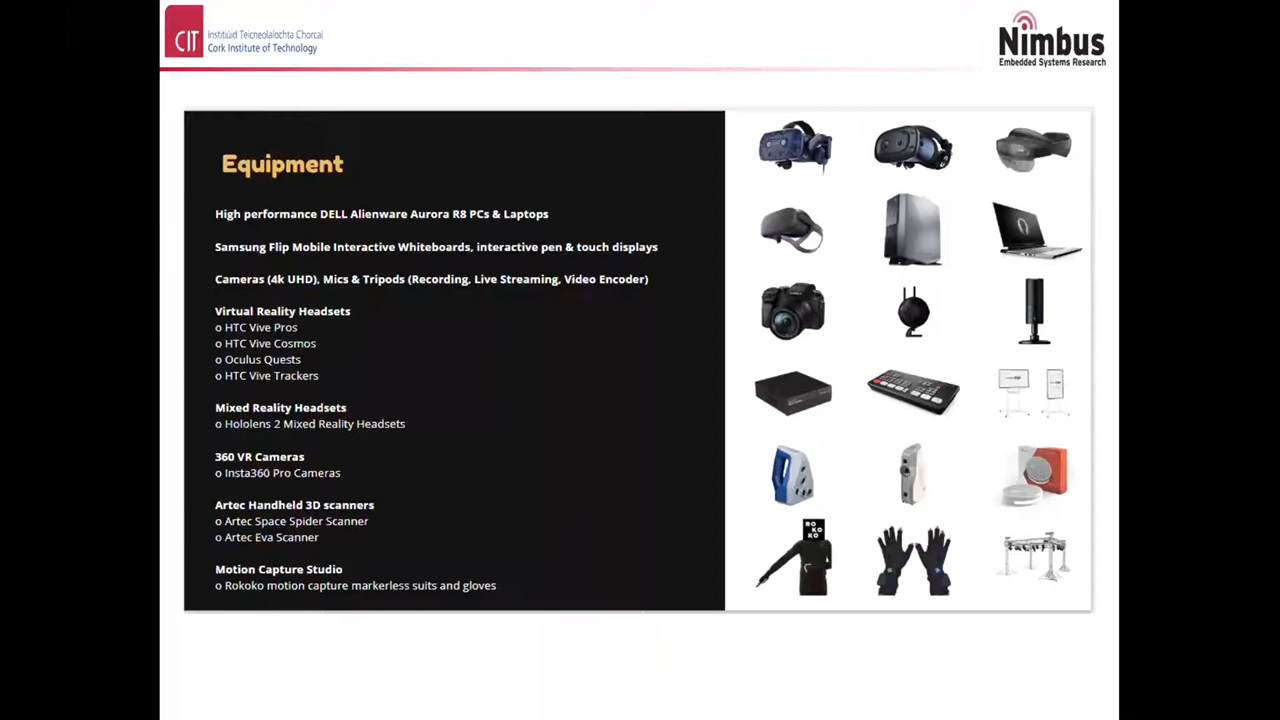 CIT
Institiúid Teicneolaíochta Chorcaí
Cork Institute of Technology
Nimbus
Embedded Systems Research
Equipment
High performance DELL Alienware Aurora R8 PCs & Laptops
Samsung Flip Mobile Interactive Whiteboards, interactive pen & touch displays
Cameras (4k UHD), Mics & Tripods (Recording, Live Streaming, Video Encoder)
Virtual Reality Headsets
o HTC Vive Pros
o HTC Vive Cosmos
o Oculus Quests
o HTC Vive Trackers
Mixed Reality Headsets
o Hololens 2 Mixed Reality Headsets
360 VR Cameras
o Insta360 Pro Cameras
Artec Handheld 3D scanners
o Artec Space Spider Scanner
o Artec Eva Scanner
Motion Capture Studio
o Rokoko motion capture markerless suits and gloves
RO
KO
KO